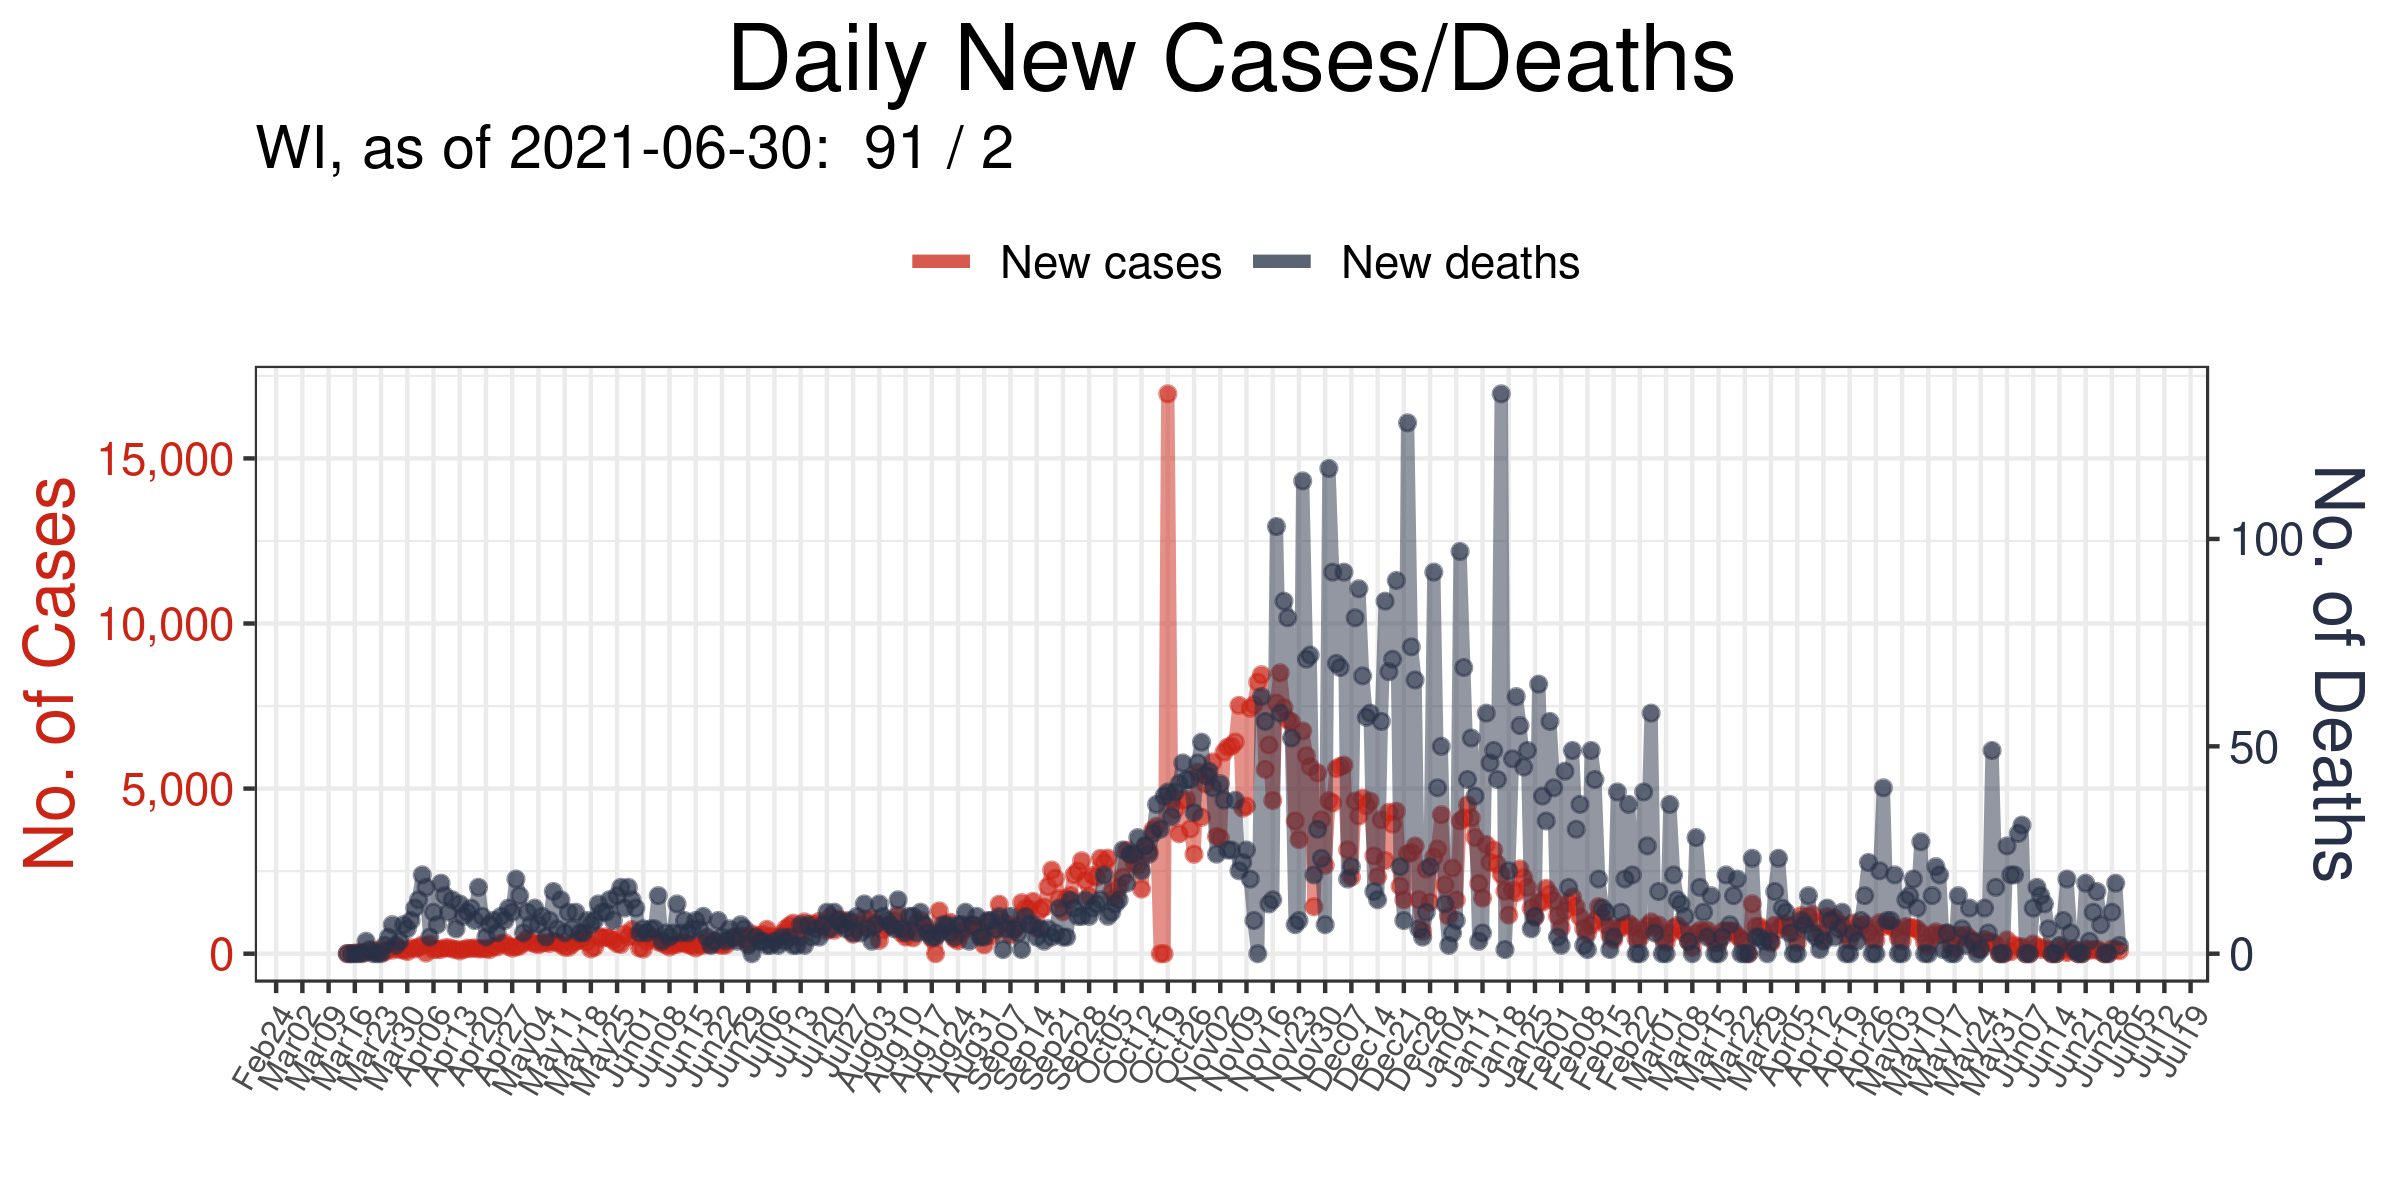 Daily New Cases/Deaths
WI, as of 2021-06-30: 91 / 2
New cases
New deaths
No. of Cases
15,000
10,000
5,000
0
No. of Deaths
100
50
0
Feb24
Mar02
Mar09
Mar16
Mar23
Mar30
Apr06
Apr13
Apr20
Apr27
May04
May11
May18
May25
Jun01
Jun08
Jun15
Jun22
Jun29
Jul06
Jul13
Jul20
Jul27
Aug03
Aug10
Aug17
Aug24
Aug31
Sep07
Sep14
Sep21
Sep28
Oct05
Oct12
Oct19
Oct26
Nov02
Nov09
Nov16
Nov23
Nov30
Dec07
Dec14
Dec21
Dec28
Jan04
Jan11
Jan18
Jan25
Feb01
Feb08
Feb15
Feb22
Mar01
Mar08
Mar15
Mar22
Mar29
Apr05
Apr12
Apr19
Apr26
May03
May10
May17
May24
May31
Jun07
Jun14
Jun21
Jun28
Jul05
Jul12
Jul19